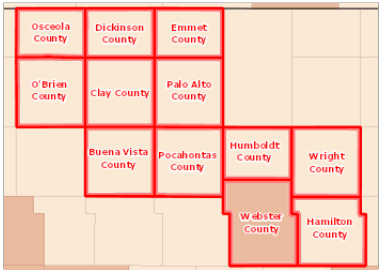 Osceola
County
Dickinson
County
Emmet
County
O'Brien
County
Clay County
Palo Alto
County
Buena Vista
County
Pocahontas
County
Humboldt
County
Wright
County
Webster
County
Hamilton
County